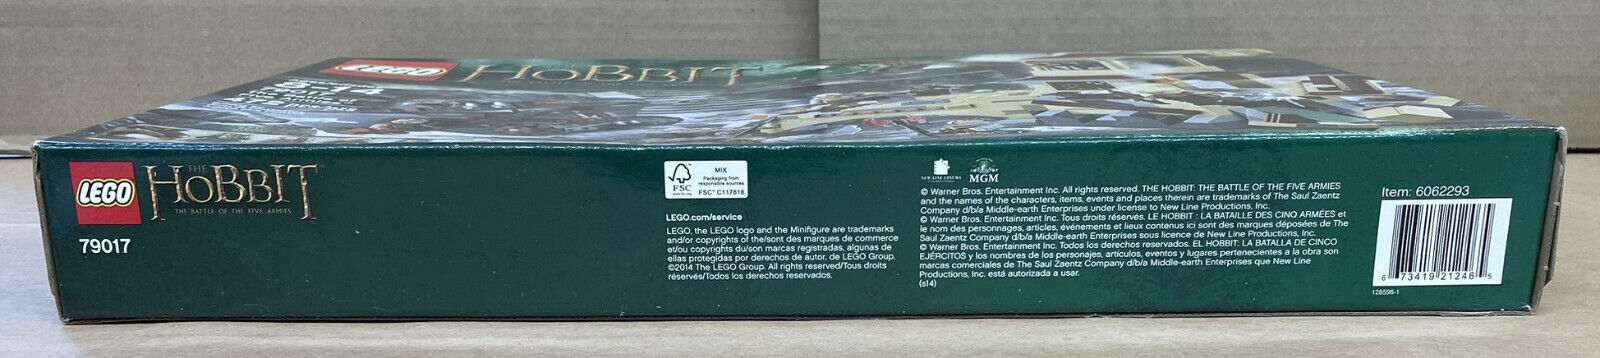 LEGO
THE HOBBIT
LEGO
THE HOBBIT™
THE BATTLE OF THE FIVE ARMIES
79017
FSC
MIX
Packaging from
responsible sources
FSC™ C117818
LEGO.com/service
LEGO, the LEGO logo and the Minifigure are trademarks
and/or copyrights of the/sont des marques de commerce
et/ou copyrights du/son marcas registradas, algunas de
ellas protegidas por derechos de autor, de LEGO Group.
©2014 The LEGO Group. All rights reserved/Tous droits
réservés/Todos los derechos reservados.
NEW LINE CINEMA
MGM
© Warner Bros. Entertainment Inc. All rights reserved. THE HOBBIT: THE BATTLE OF THE FIVE ARMIES
and the names of the characters, items, events and places therein are trademarks of The Saul Zaentz
Company d/b/a Middle-earth Enterprises under license to New Line Productions, Inc.
© Warner Bros. Entertainment Inc. Tous droits réservés. LE HOBBIT : LA BATAILLE DES CINQ ARMÉES et
le nom des personnages, articles, événements et lieux contenus ici sont des marques déposées de The
Saul Zaentz Company d/b/a Middle-earth Enterprises sous licence de New Line Productions, Inc.
© Warner Bros. Entertainment Inc. Todos los derechos reservados. EL HOBBIT: LA BATALLA DE CINCO
EJÉRCITOS y los nombres de los personajes, artículos, eventos y lugares pertenecientes a la obra son
marcas comerciales de The Saul Zaentz Company d/b/a Middle-earth Enterprises que New Line
Productions, Inc. está autorizada a usar.
(s14)
Item: 6062293
6 73419 21246 5
128596-1